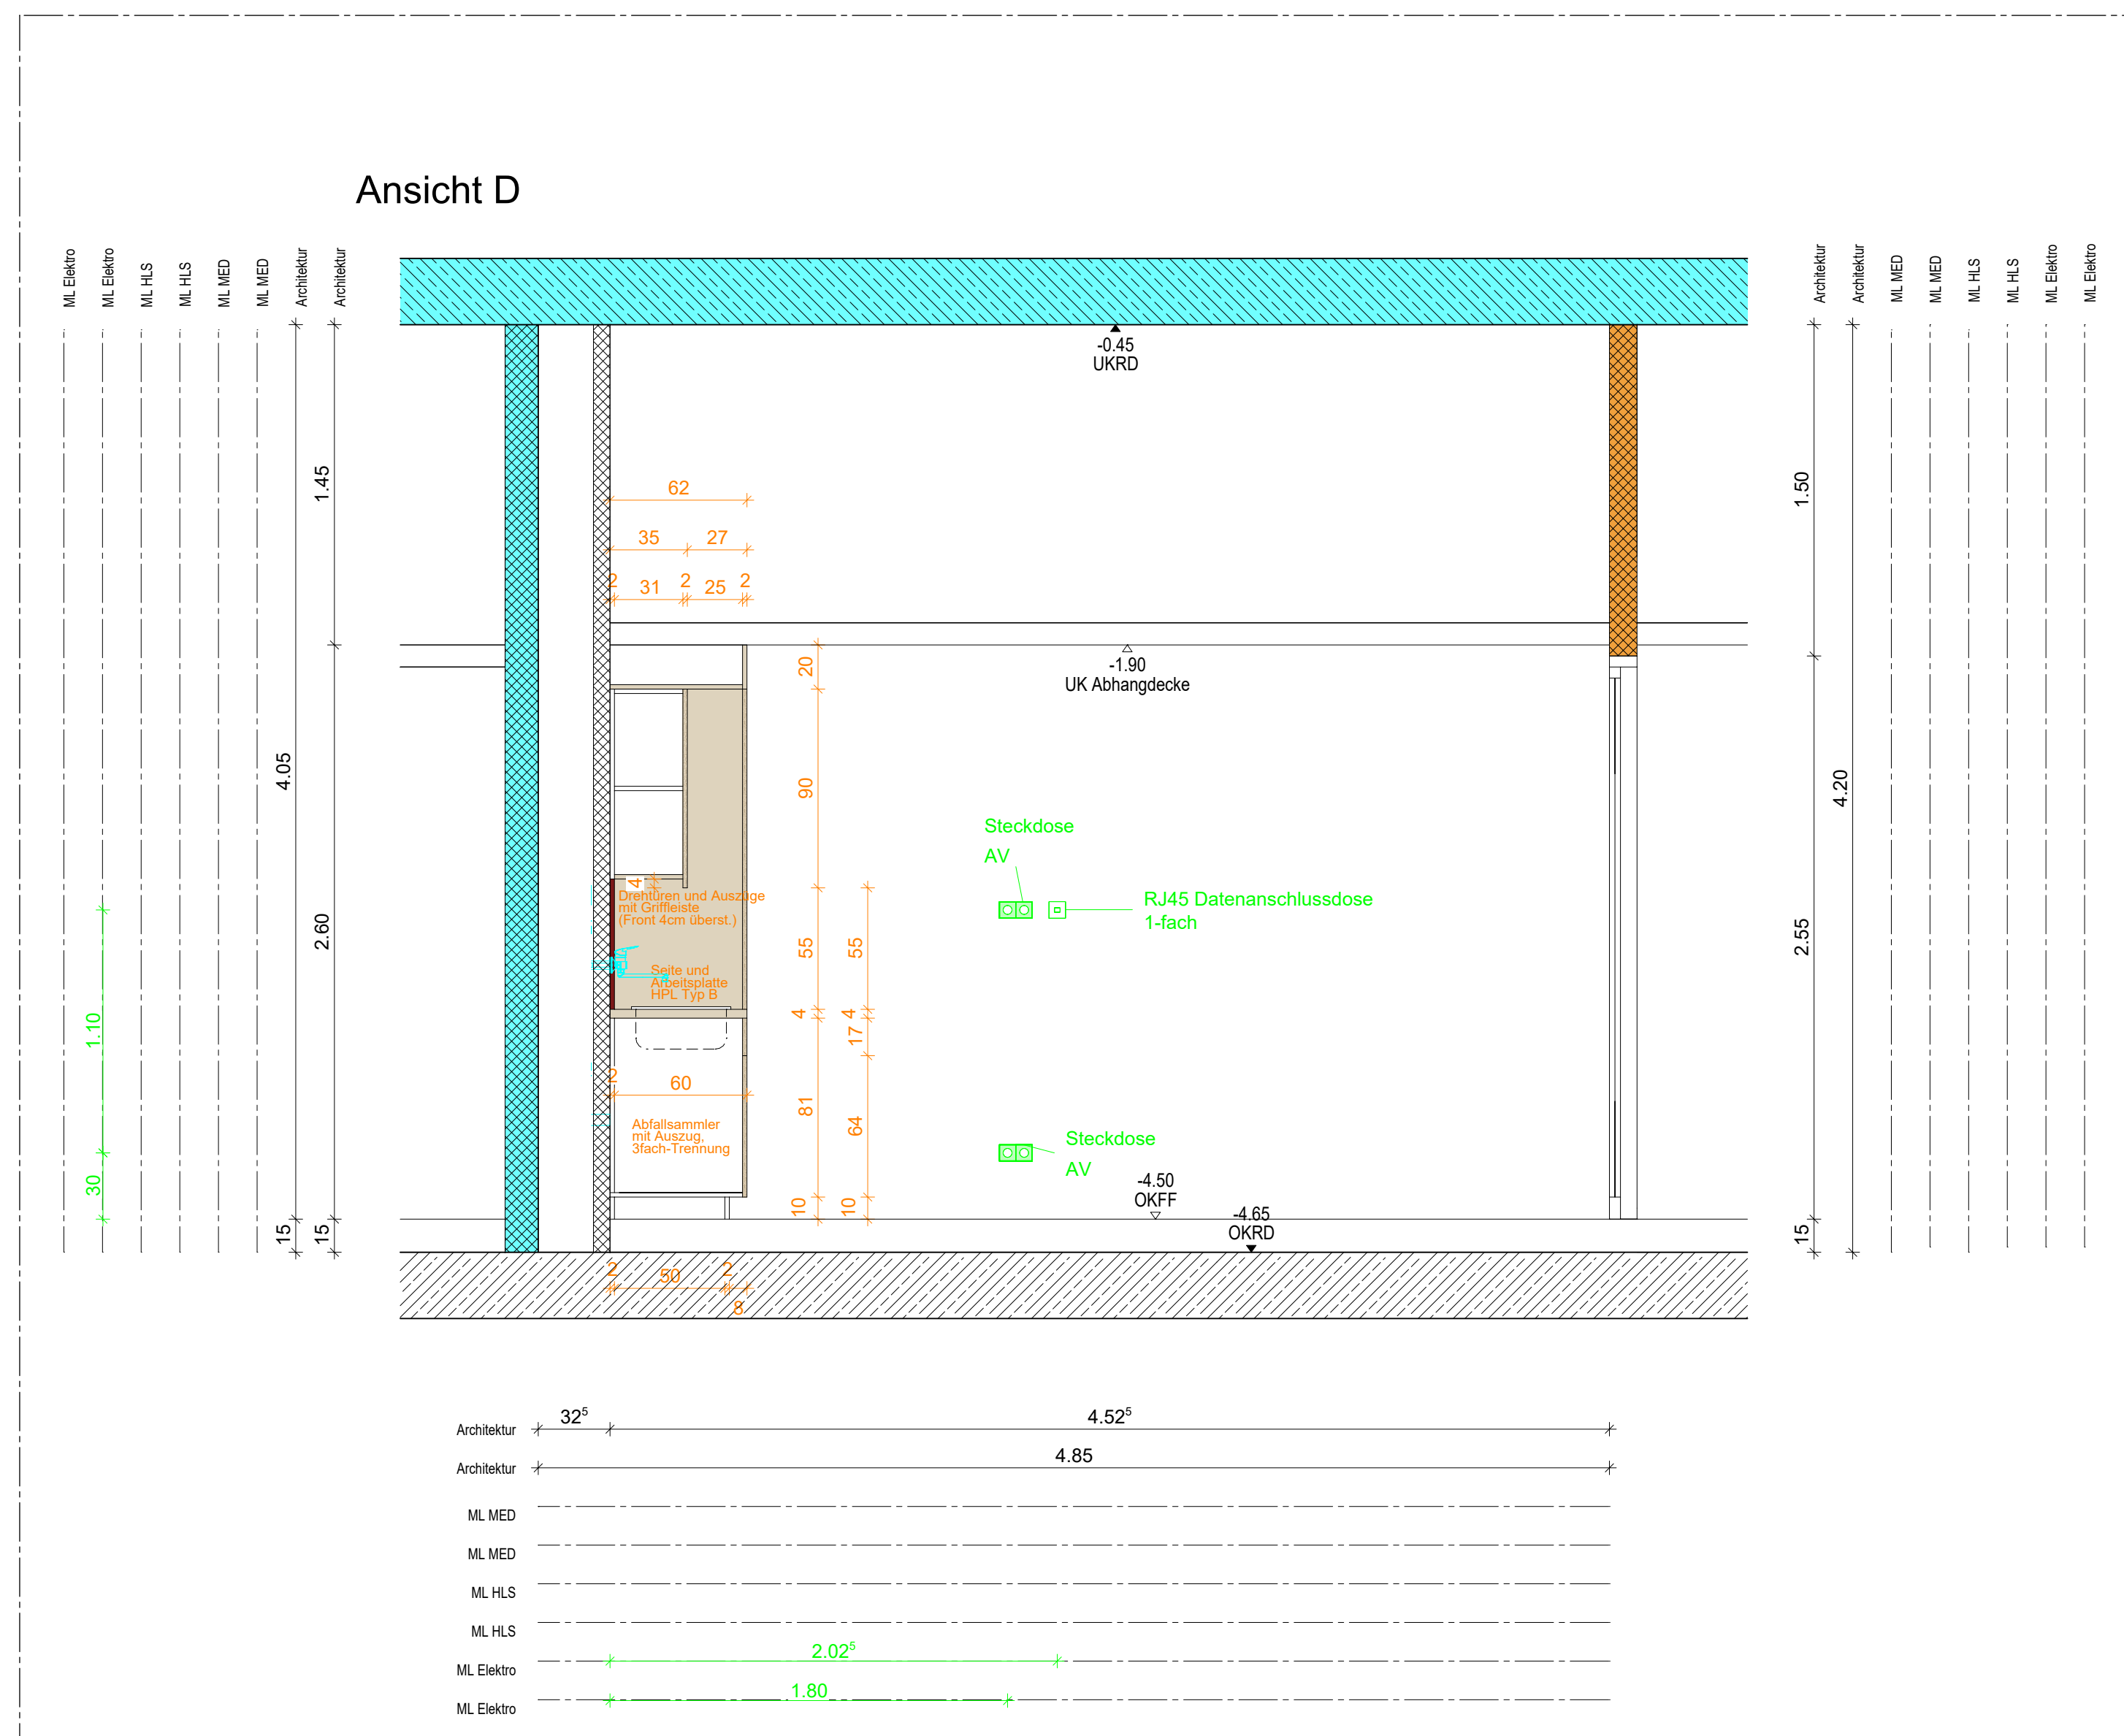 Ansicht D
ML Elektro
ML Elektro
ML HLS
ML HLS
ML MED
ML MED
Architektur
Architektur
Architektur
Architektur
ML MED
ML MED
ML HLS
ML HLS
ML Elektro
ML Elektro
-0.45
UKRD
1.45
1.50
62
35
27
2
31
2
25
2
-1.90
UK Abhangdecke
20
4.05
4.20
90
Steckdose
AV
RJ45 Datenanschlussdose
1-fach
4
Drehtüren und Auszüge
mit Griffleiste
(Front 4cm überst.)
2.60
2.55
55
55
Seite und
Arbeitsplatte
HPL Typ B
4
4
17
1.10
2
60
81
64
Abfallsammler
mit Auszug,
3fach-Trennung
Steckdose
AV
30
10
10
-4.50
OKFF
-4.65
OKRD
15
15
15
2
50
2
8
Architektur
32⁵
4.52⁵
Architektur
4.85
ML MED
ML MED
ML HLS
ML HLS
ML Elektro
2.02⁵
ML Elektro
1.80